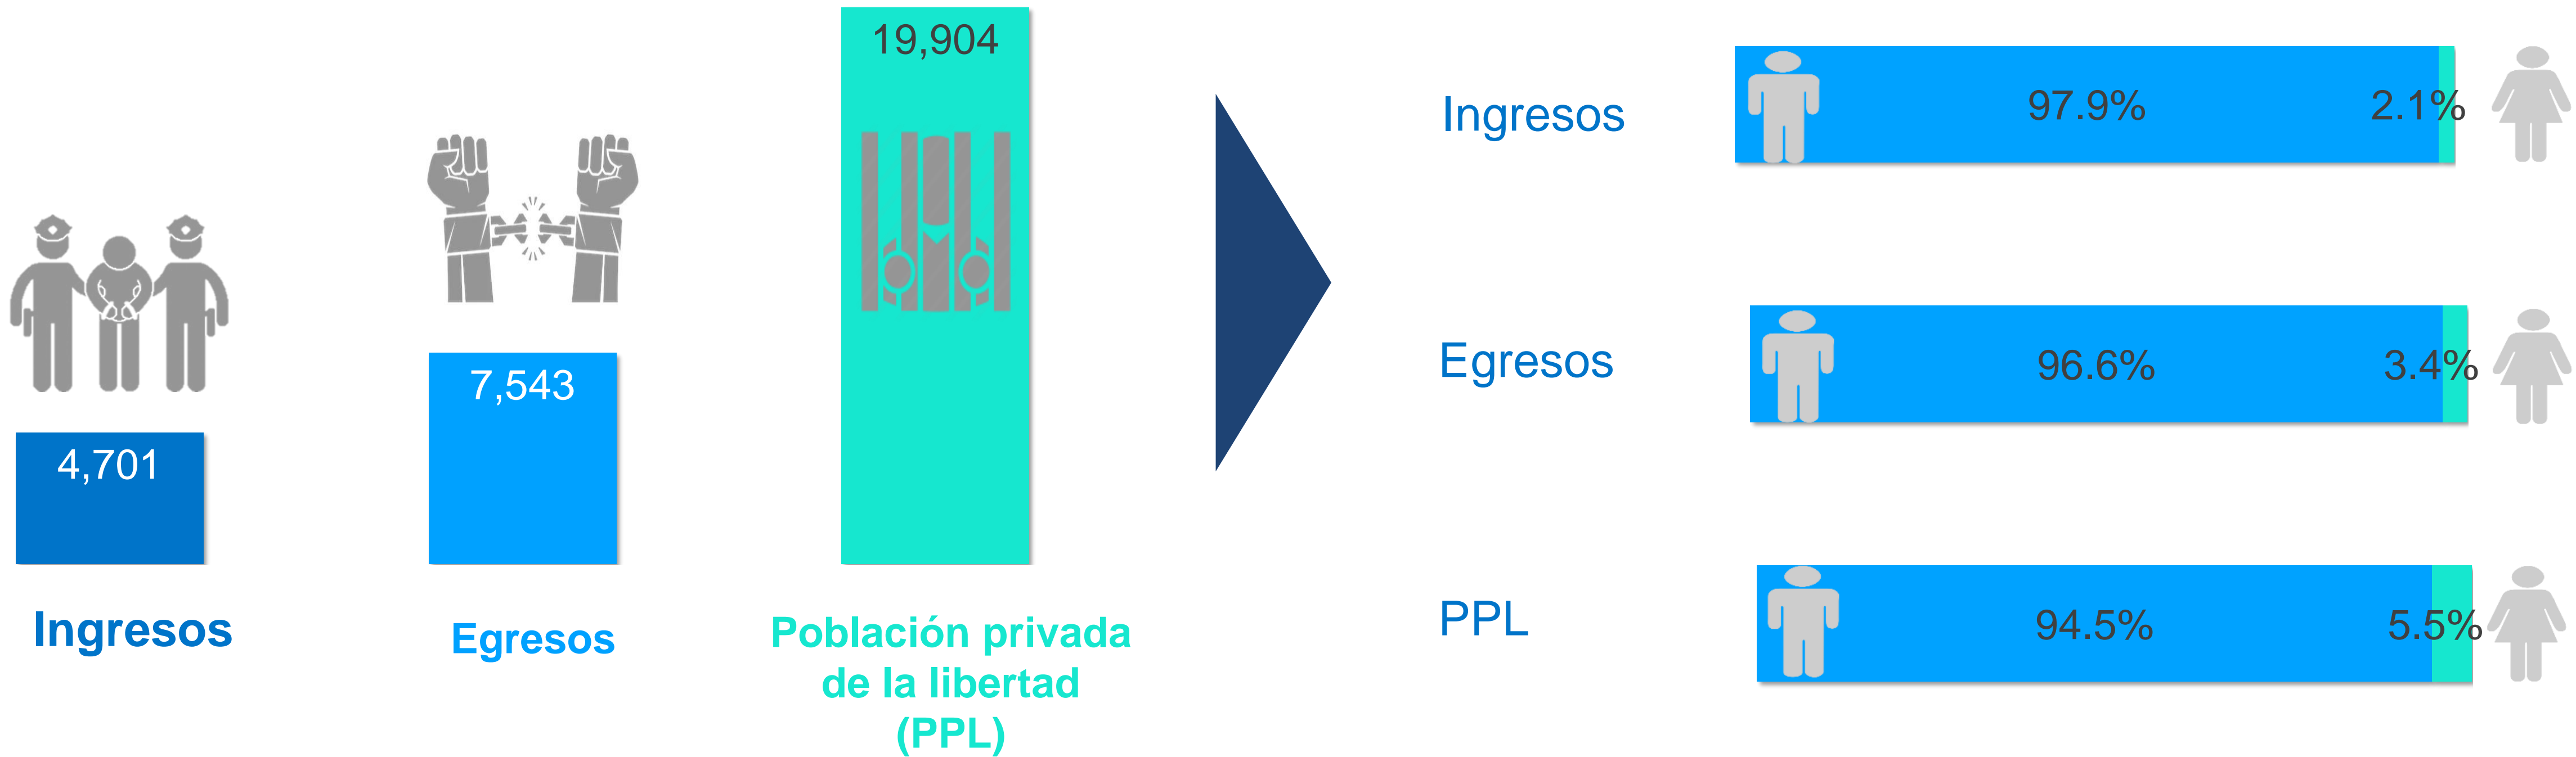 4,701
Ingresos
7,543
Egresos
19,904
Población privada
de la libertad
(PPL)
Ingresos
97.9%
2.1%
Egresos
96.6%
3.4%
PPL
94.5%
5.5%